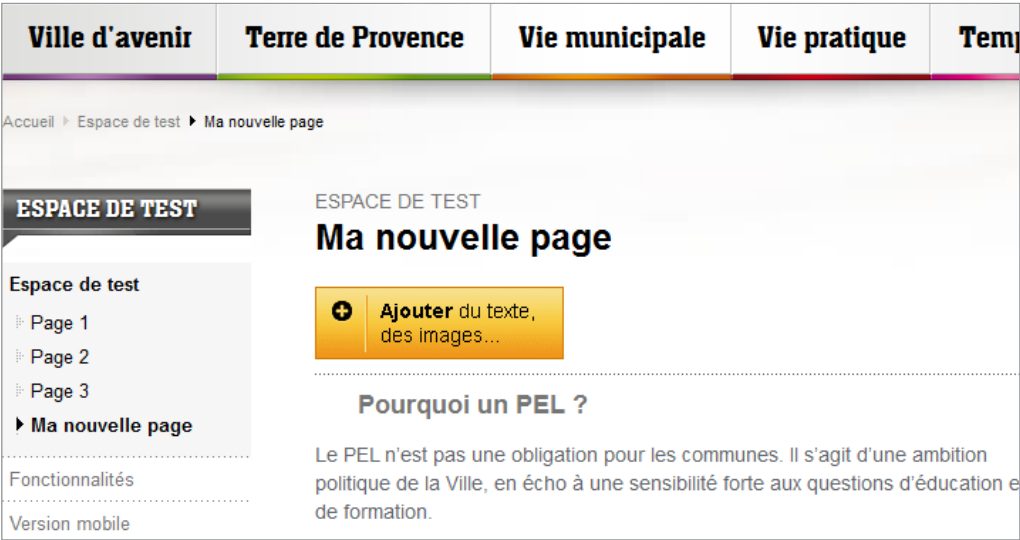 Ville d'avenir Terre de Provence Vie municipale Vie pratique
Accueil Espace de test Ma nouvelle page
ESPACE DE TEST
Espace de test
Page 1
Page 2
Page 3
Ma nouvelle page
Fonctionnalités
Version mobile
ESPACE DE TEST
Ma nouvelle page
Ajouter du texte,
des images...
Pourquoi un PEL ?
Le PEL n’est pas une obligation pour les communes. Il s’agit d’une ambition
politique de la Ville, en écho à une sensibilité forte aux questions d’éducation e
de formation.